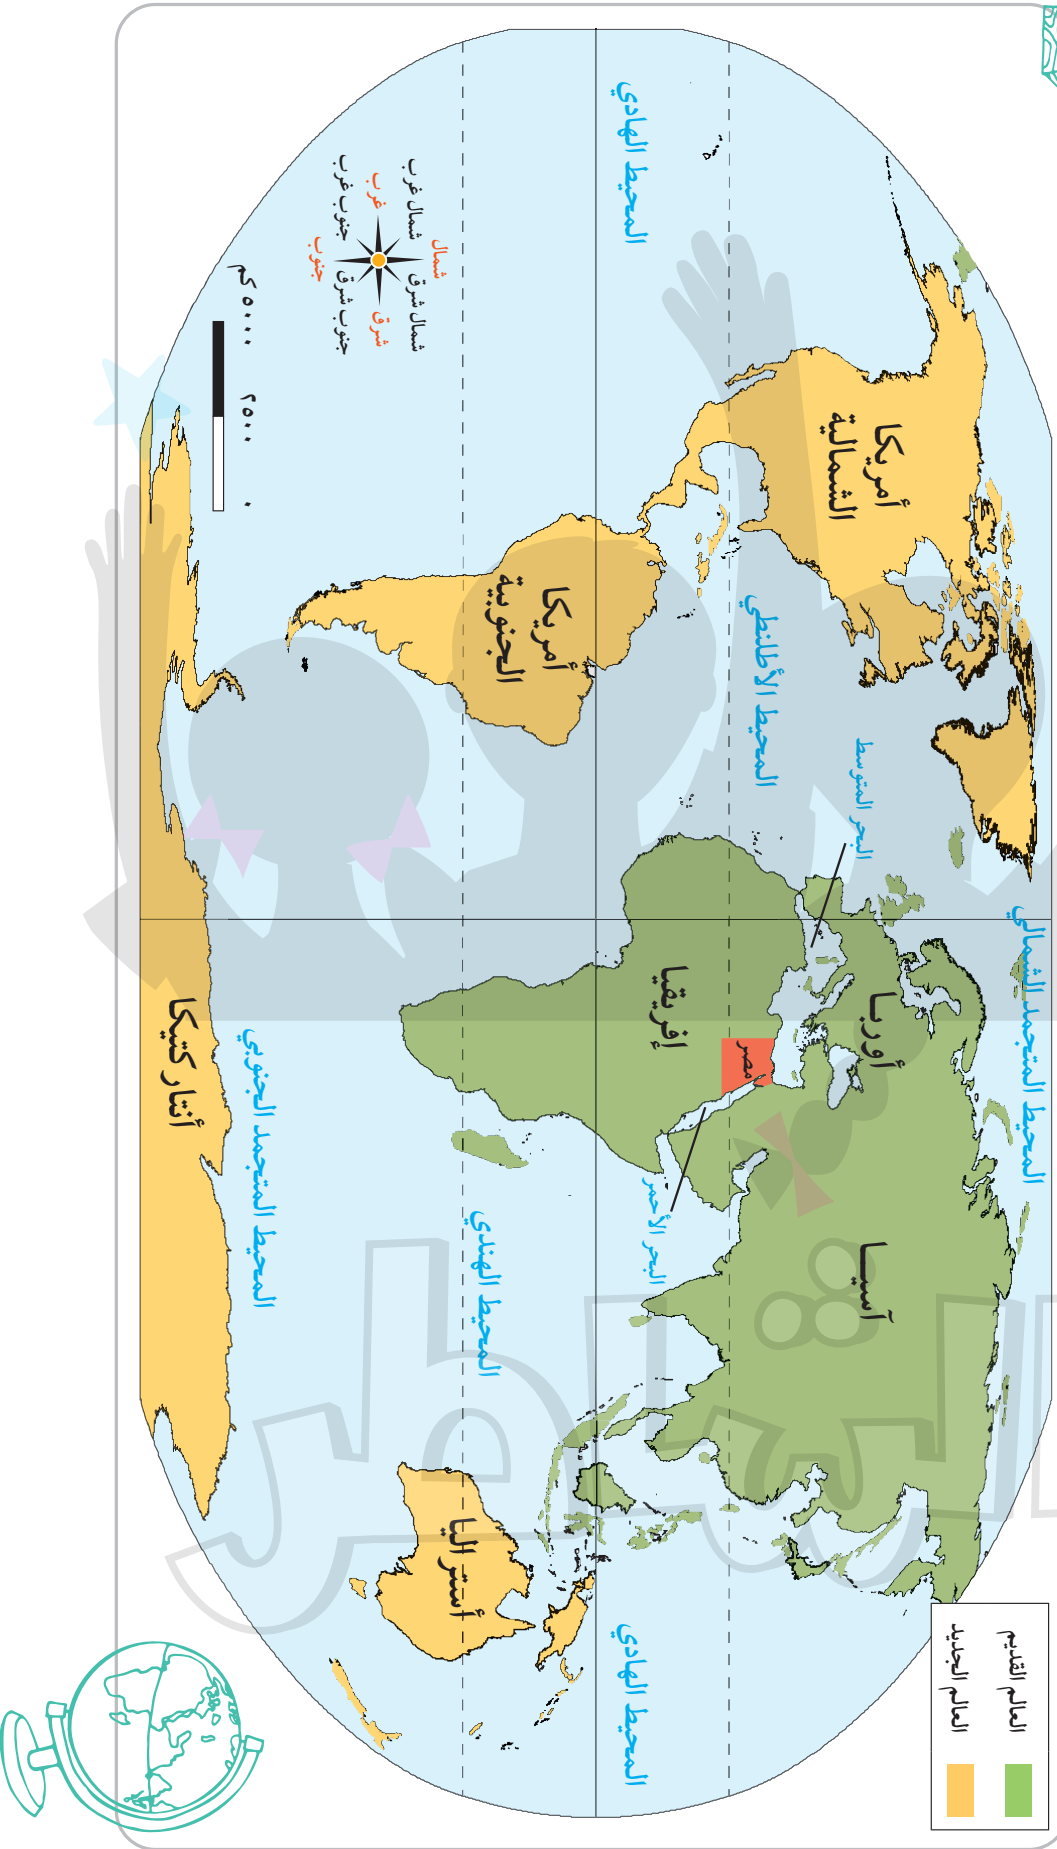 المحيط المتجمد الشمالي
أمريكا
الشمالية
أوربا
آسيا
البحر المتوسط
المحيط الأطلنطي
مصر
إفريقيا
البحر الأحمر
المحيط الهادي
المحيط الهادي
أمريكا
الجنوبية
المحيط الهندي
أستراليا
شمال
شمال غرب
شمال شرق
غرب
شرق
جنوب غرب
جنوب شرق
جنوب
٥٠٠٠ كم
٢٥٠٠
٠
المحيط المتجمد الجنوبي
أنتاركتيكا
العالم القديم
العالم الجديد
الشاطر